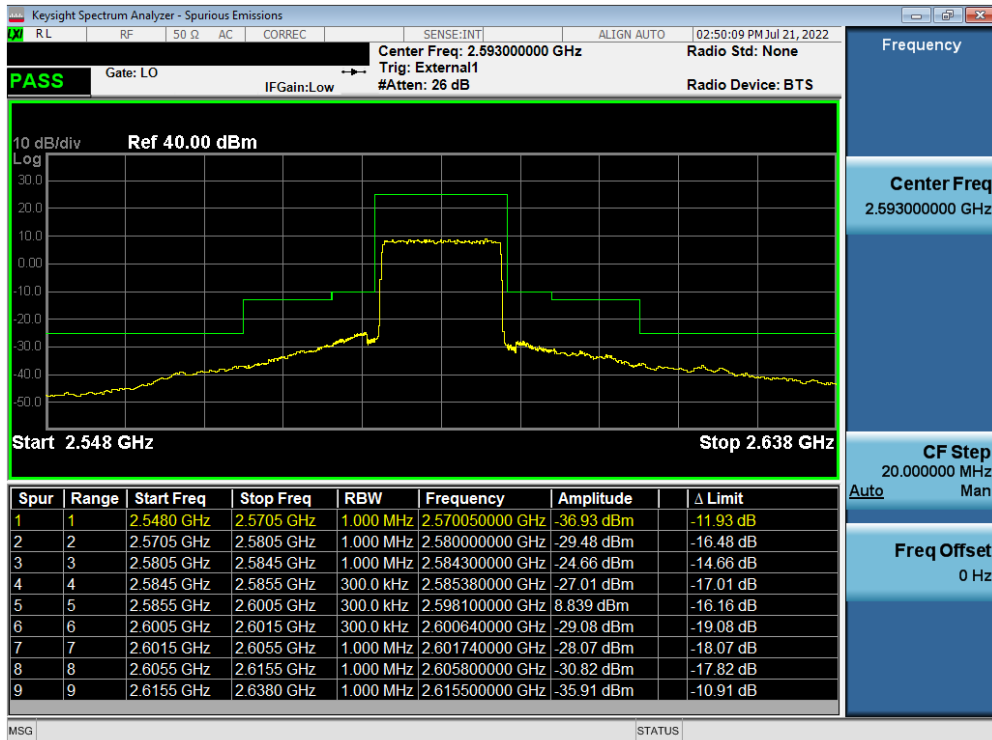 Keysight Spectrum Analyzer - Spurious Emissions
LXI RL RF 50 Ω AC CORREC SENSE:INT ALIGN AUTO 02:50:09 PM Jul 21, 2022
Center Freq: 2.593000000 GHz Radio Std: None
PASS Gate: LO Trig: External1
IFGain:Low #Atten: 26 dB Radio Device: BTS
Frequency
10 dB/div Ref 40.00 dBm
Log
30.0
20.0
10.0
0.00
-10.0
-20.0
-30.0
-40.0
-50.0
Start 2.548 GHz Stop 2.638 GHz
Center Freq
2.593000000 GHz
CF Step
20.000000 MHz
Auto Man
Freq Offset
0 Hz
Spur Range Start Freq Stop Freq RBW Frequency Amplitude Δ Limit
1 1 2.5480 GHz 2.5705 GHz 1.000 MHz 2.570050000 GHz -36.93 dBm -11.93 dB
2 2 2.5705 GHz 2.5805 GHz 1.000 MHz 2.580000000 GHz -29.48 dBm -16.48 dB
3 3 2.5805 GHz 2.5845 GHz 1.000 MHz 2.584300000 GHz -24.66 dBm -14.66 dB
4 4 2.5845 GHz 2.5855 GHz 300.0 kHz 2.585380000 GHz -27.01 dBm -17.01 dB
5 5 2.5855 GHz 2.6005 GHz 300.0 kHz 2.598100000 GHz 8.839 dBm -16.16 dB
6 6 2.6005 GHz 2.6015 GHz 300.0 kHz 2.600640000 GHz -29.08 dBm -19.08 dB
7 7 2.6015 GHz 2.6055 GHz 1.000 MHz 2.601740000 GHz -28.07 dBm -18.07 dB
8 8 2.6055 GHz 2.6155 GHz 1.000 MHz 2.605800000 GHz -30.82 dBm -17.82 dB
9 9 2.6155 GHz 2.6380 GHz 1.000 MHz 2.615500000 GHz -35.91 dBm -10.91 dB
MSG STATUS